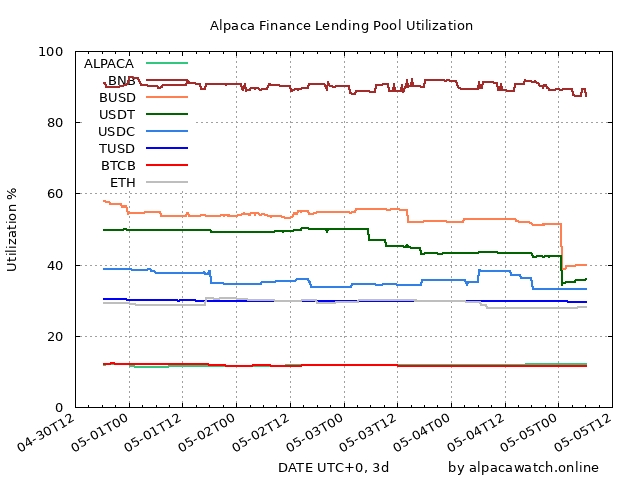 Alpaca Finance Lending Pool Utilization
Utilization %
100
80
60
40
20
0
ALPACA
BNB
BUSD
USDT
USDC
TUSD
BTCB
ETH
04-30T12
05-01T00
05-01T12
05-02T00
05-02T12
05-03T00
05-03T12
05-04T00
05-04T12
05-05T00
05-05T12
DATE UTC+0, 3d
by alpacawatch.online